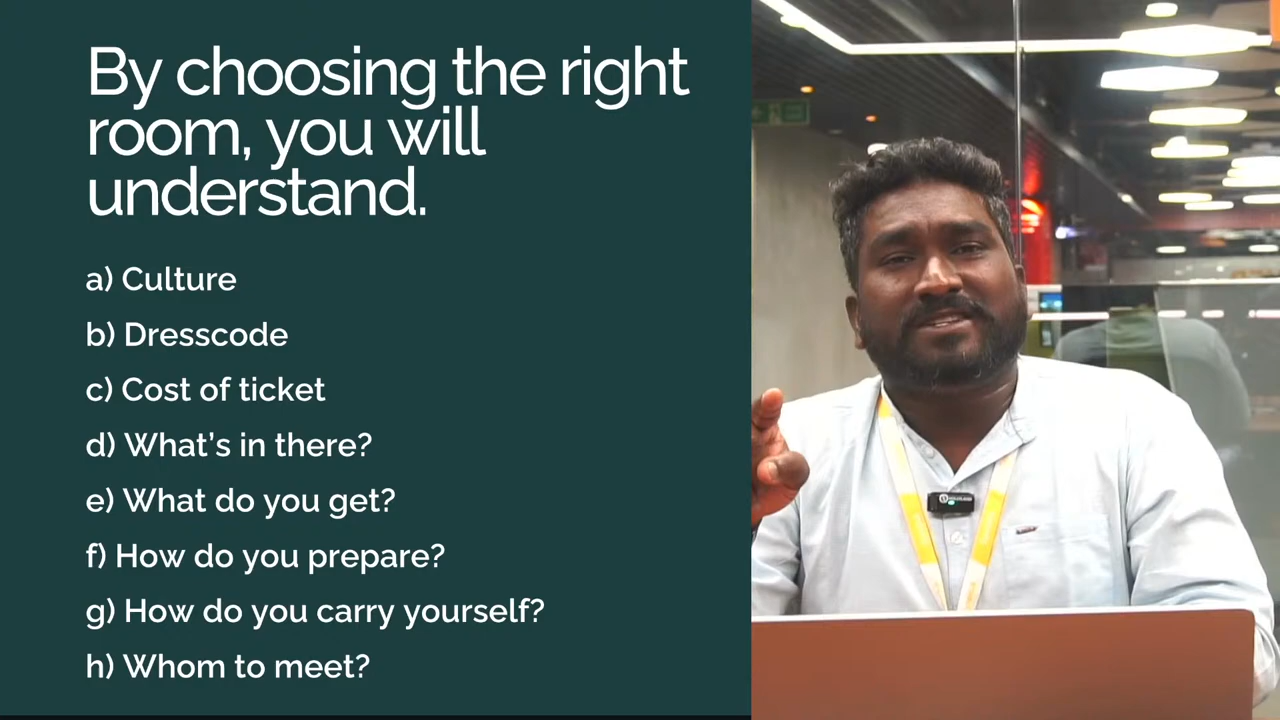 By choosing the right
room, you will
understand.
a) Culture
b) Dresscode
c) Cost of ticket
d) What's in there?
e) What do you get?
f) How do you prepare?
g) How do you carry yourself?
h) Whom to meet?